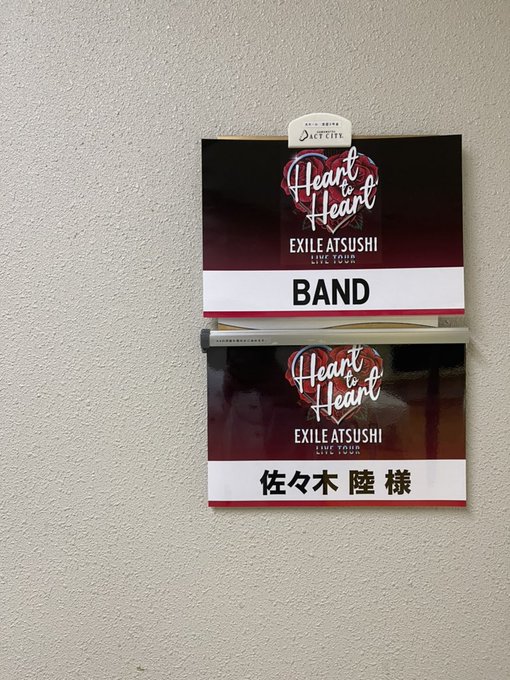 ACT CITY
Heart
to
Heart
EXILE ATSUSHI
LIVE TOUR
BAND
Heart
to
Heart
EXILE ATSUSHI
LIVE TOUR
佐々木 陸 様